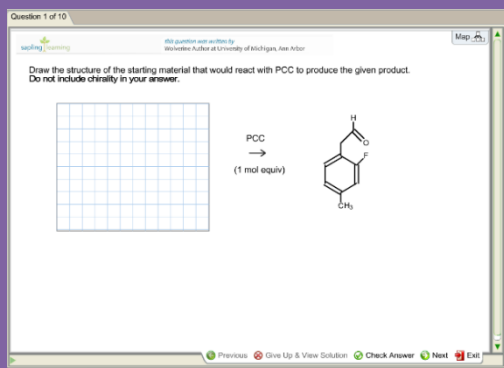 Question 1 of 10
Map
sapling learning
this question was written by
Wolverine Author at University of Michigan, Ann Arbor
Draw the structure of the starting material that would react with PCC to produce the given product.
Do not include chirality in your answer.
PCC
(1 mol equiv)
H
O
F
CH₃
Previous Give Up & View Solution Check Answer Next Exit